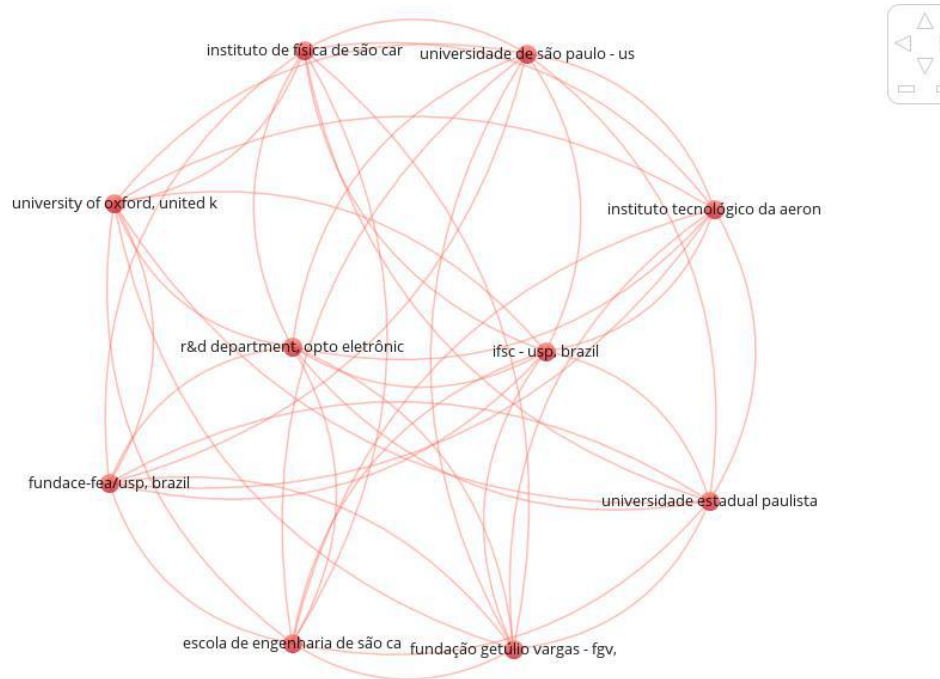 instituto de física de são car
universidade de são paulo - us
university of oxford, united k
instituto tecnológico da aeron
r&d department, opto eletrônic
ifsc - usp, brazil
fundace-fea/usp, brazil
universidade estadual paulista
escola de engenharia de são ca
fundação getúlio vargas - fgv,